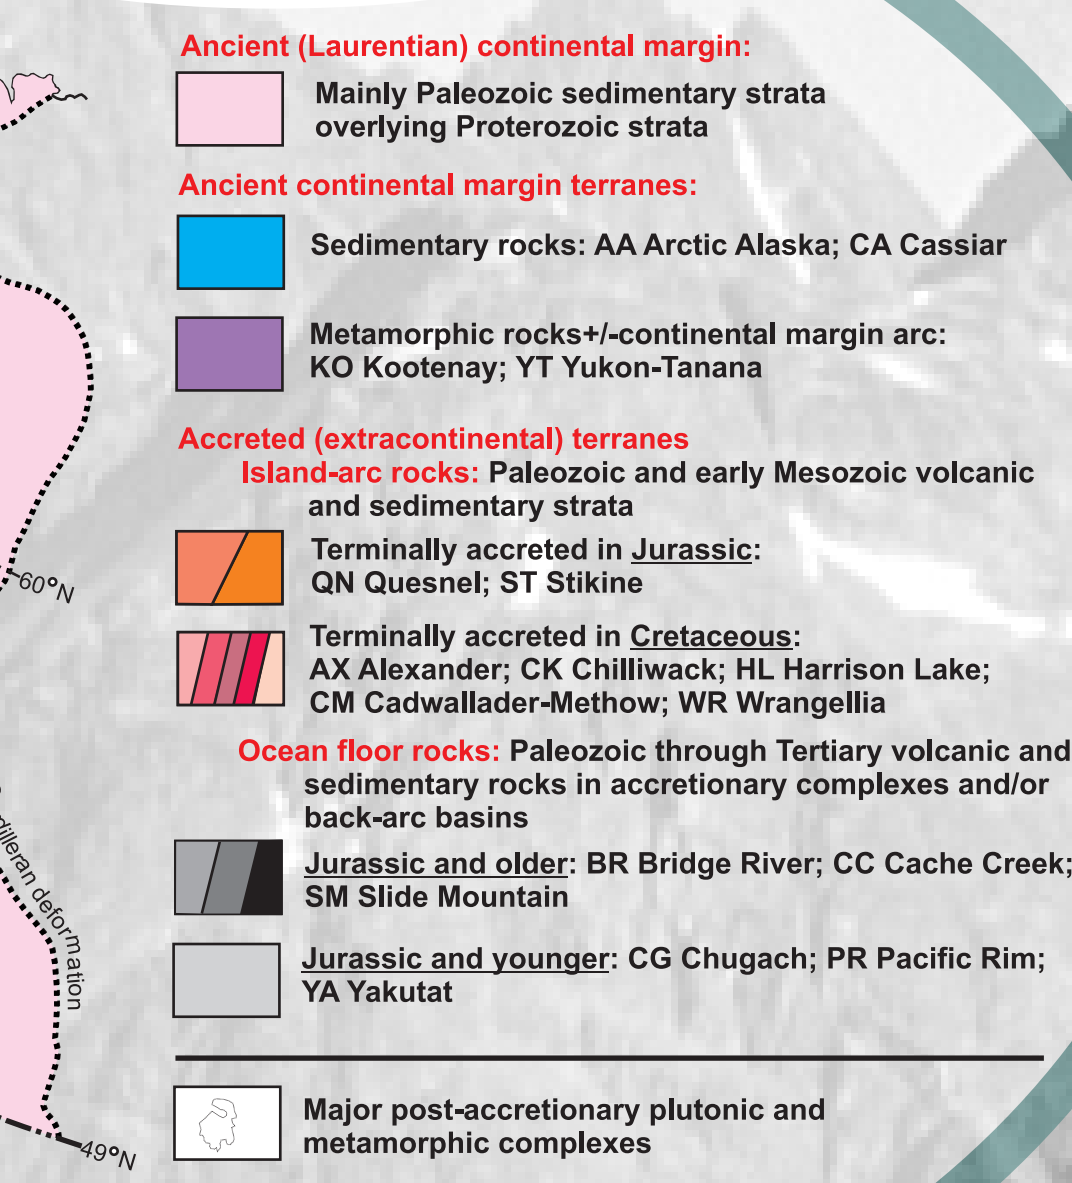 Ancient (Laurentian) continental margin:
Mainly Paleozoic sedimentary strata
overlying Proterozoic strata
Ancient continental margin terranes:
Sedimentary rocks: AA Arctic Alaska; CA Cassiar
Metamorphic rocks+/-continental margin arc:
KO Kootenay; YT Yukon-Tanana
Accreted (extracontinental) terranes
Island-arc rocks: Paleozoic and early Mesozoic volcanic
and sedimentary strata
Terminally accreted in Jurassic:
QN Quesnel; ST Stikine
60°N
Terminally accreted in Cretaceous:
AX Alexander; CK Chilliwack; HL Harrison Lake;
CM Cadwallader-Methow; WR Wrangellia
Ocean floor rocks: Paleozoic through Tertiary volcanic and
sedimentary rocks in accretionary complexes and/or
back-arc basins
Jurassic and older: BR Bridge River; CC Cache Creek;
SM Slide Mountain
deformation
Jurassic and younger: CG Chugach; PR Pacific Rim;
YA Yakutat
Major post-accretionary plutonic and
metamorphic complexes
49°N